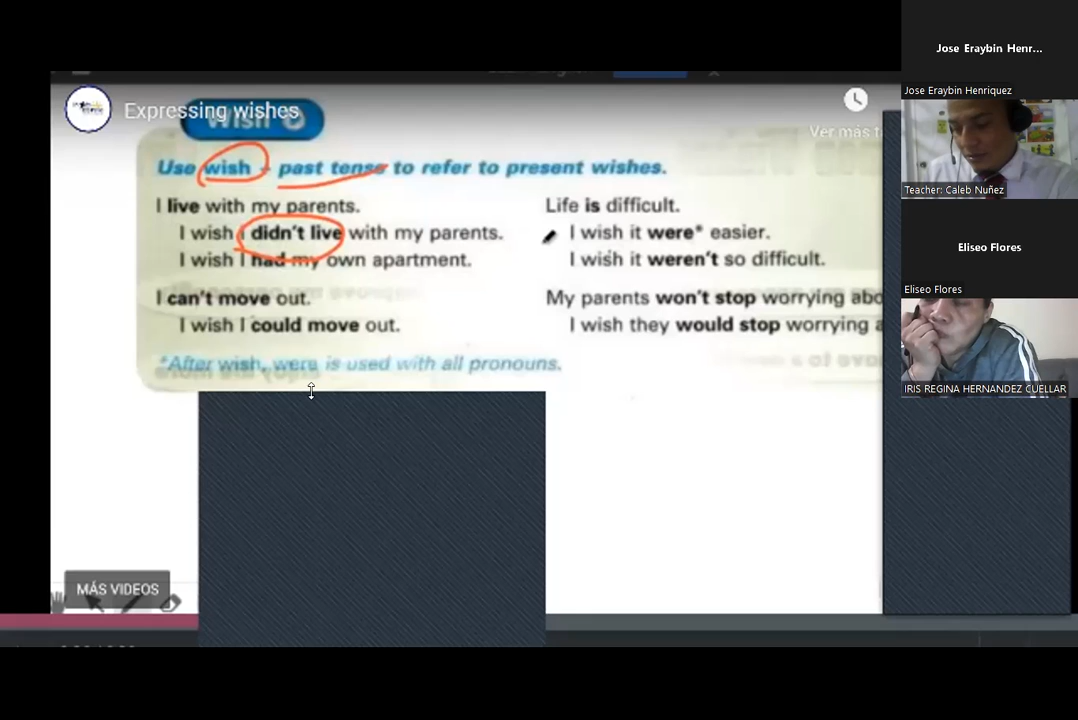 Expressing wishes
Wish
Ver más t
Use wish + past tense to refer to present wishes.
I live with my parents.
I wish I didn't live with my parents.
I wish I had my own apartment.
I can't move out.
I wish I could move out.
Life is difficult.
I wish it were* easier.
I wish it weren't so difficult.
My parents won't stop worrying abo
I wish they would stop worrying a
*After wish, were is used with all pronouns.
MÁS VIDEOS
Jose Eraybin Henr...
Jose Eraybin Henriquez
Teacher: Caleb Nuñez
Eliseo Flores
Eliseo Flores
IRIS REGINA HERNANDEZ CUELLAR